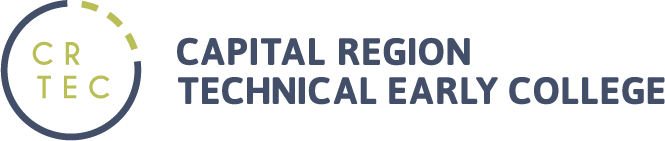 CR
TEC
CAPITAL REGION
TECHNICAL EARLY COLLEGE